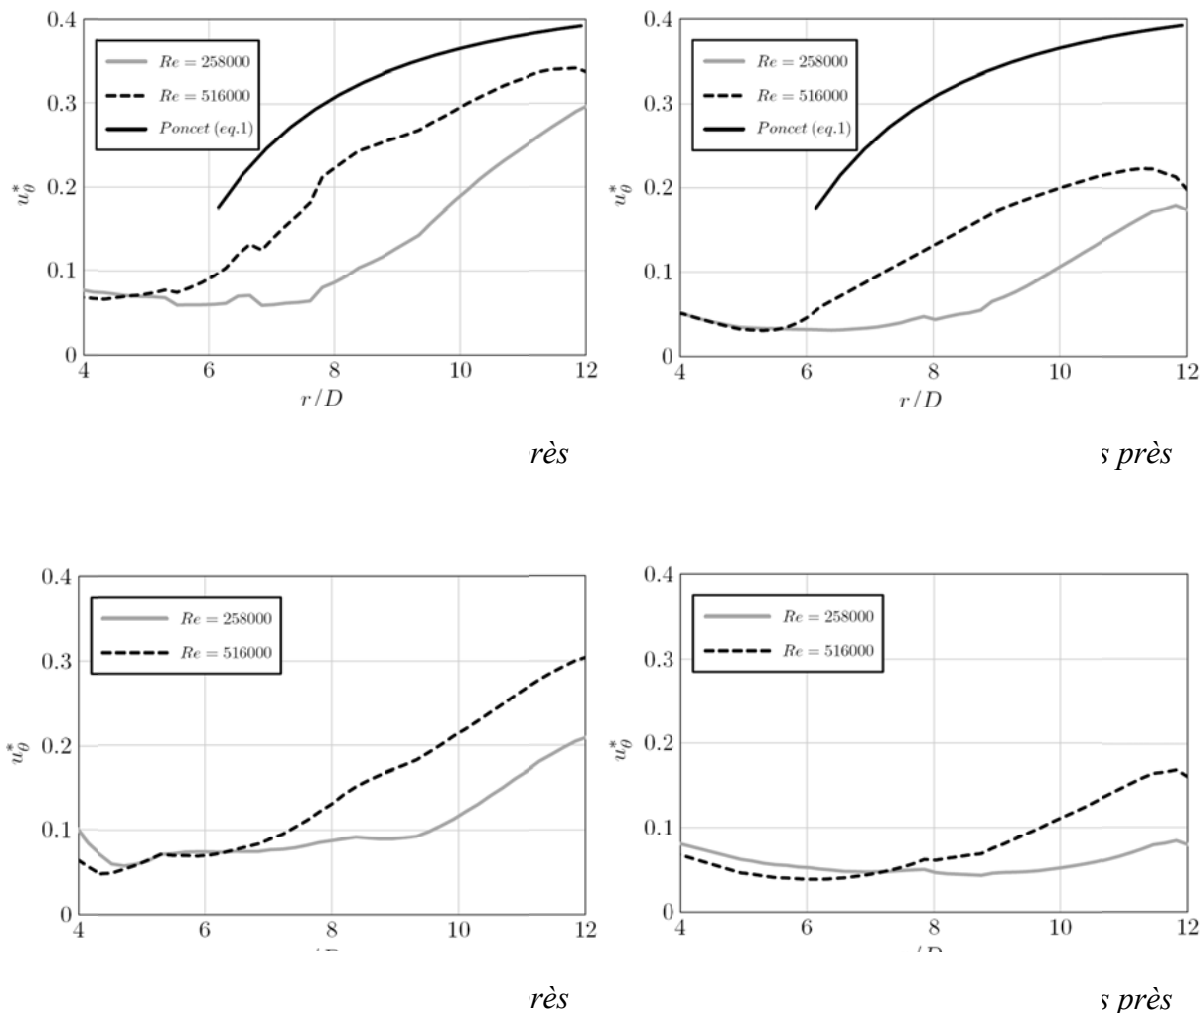 0.4
0.3
0.2
0.1
0
u*θ
Re = 258000
Re = 516000
Poncet (eq.1)
4 6 8 10 12
r/D
0.4
0.3
0.2
0.1
0
u*θ
Re = 258000
Re = 516000
Poncet (eq.1)
4 6 8 10 12
r/D
rès
s près
0.4
0.3
0.2
0.1
0
u*θ
Re = 258000
Re = 516000
4 6 8 10 12
0.4
0.3
0.2
0.1
0
u*θ
Re = 258000
Re = 516000
4 6 8 10 12
rès
s près